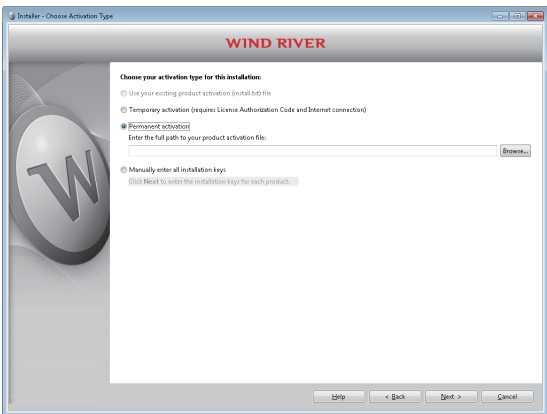 Installer - Choose Activation Type
WIND RIVER
Choose your activation type for this installation:
Use your existing product activation (install.txt) file
Temporary activation (requires License Authorization Code and Internet connection)
Permanent activation
Enter the full path to your product activation file:
Browse...
Manually enter all installation keys
Click Next to enter the installation keys for each product.
W
Help < Back Next > Cancel